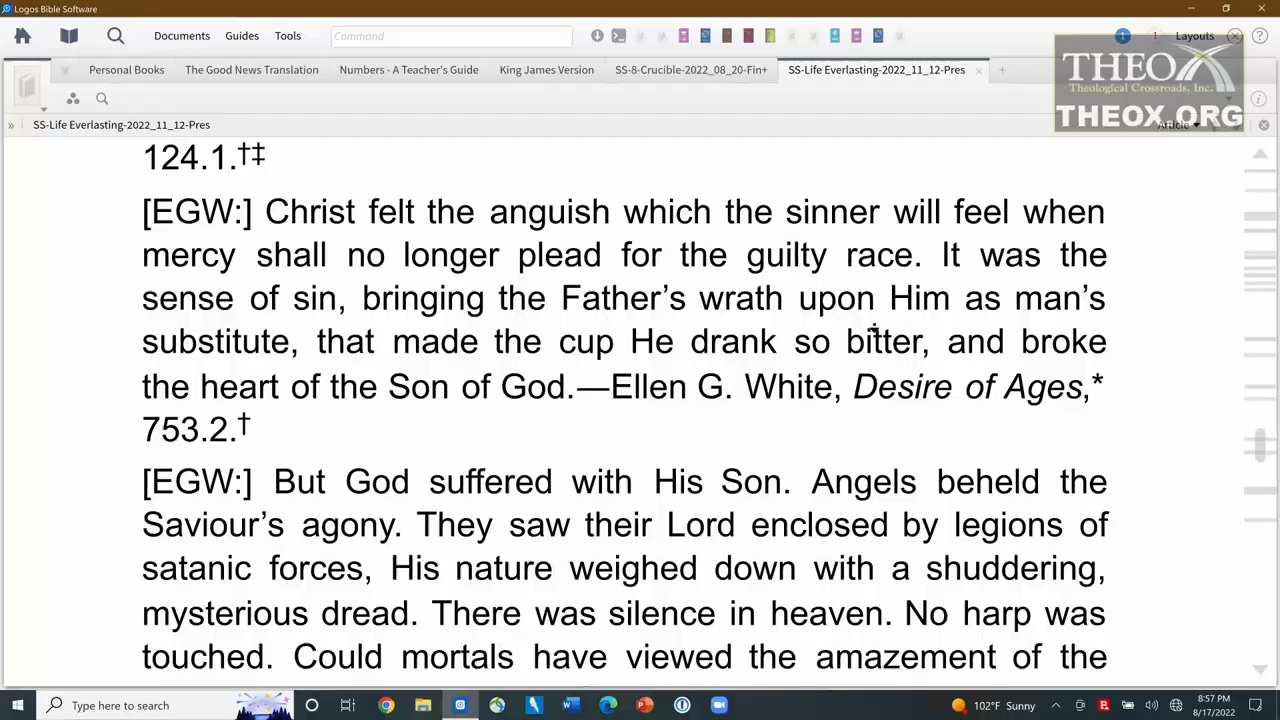 Logos Bible Software
Documents Guides Tools Command 1 Layouts
THEOX
Theological Crossroads, Inc.
THEOX.ORG
Personal Books The Good News Translation Numbers - A Teacher's Guide King James Version SS-8-Crucible-2022_08_20-Fin+ SS-Life Everlasting-2022_11_12-Pres
SS-Life Everlasting-2022_11_12-Pres Article
124.1.†‡
[EGW:] Christ felt the anguish which the sinner will feel when
mercy shall no longer plead for the guilty race. It was the
sense of sin, bringing the Father’s wrath upon Him as man’s
substitute, that made the cup He drank so bitter, and broke
the heart of the Son of God.—Ellen G. White, Desire of Ages,*
753.2.†
[EGW:] But God suffered with His Son. Angels beheld the
Saviour’s agony. They saw their Lord enclosed by legions of
satanic forces, His nature weighed down with a shuddering,
mysterious dread. There was silence in heaven. No harp was
touched. Could mortals have viewed the amazement of the
Type here to search
102°F Sunny
8:57 PM
8/17/2022